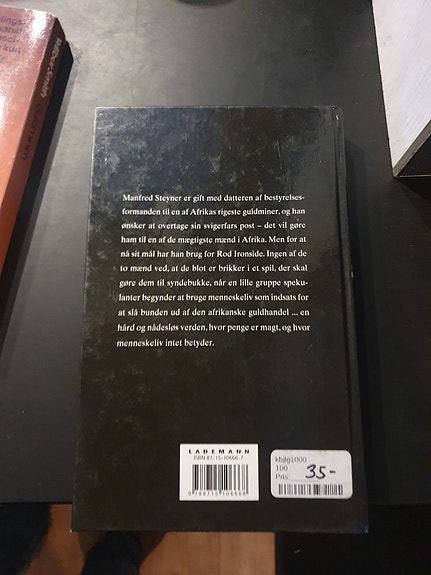 Manfred Steyner er gift med datteren af bestyrelses-
formanden til en af Afrikas rigeste guldminer, og han
ønsker at overtage sin svigerfars post – det vil gøre
ham til en af de mægtigste mænd i Afrika. Men for at
nå sit mål har han brug for Rod Ironside. Ingen af de
to mænd ved, at de blot er brikker i et spil, der skal
gøre dem til syndebukke, når en lille gruppe speku-
lanter begynder at bruge menneskeliv som indsats for
at slå bunden ud af den afrikanske guldhandel ... en
hård og nådesløs verden, hvor penge er magt, og hvor
menneskeliv intet betyder.
LADEMANN
ISBN 87-15-10666-7
9 788715 106668
kbjlg1000
100
Pris: 35-